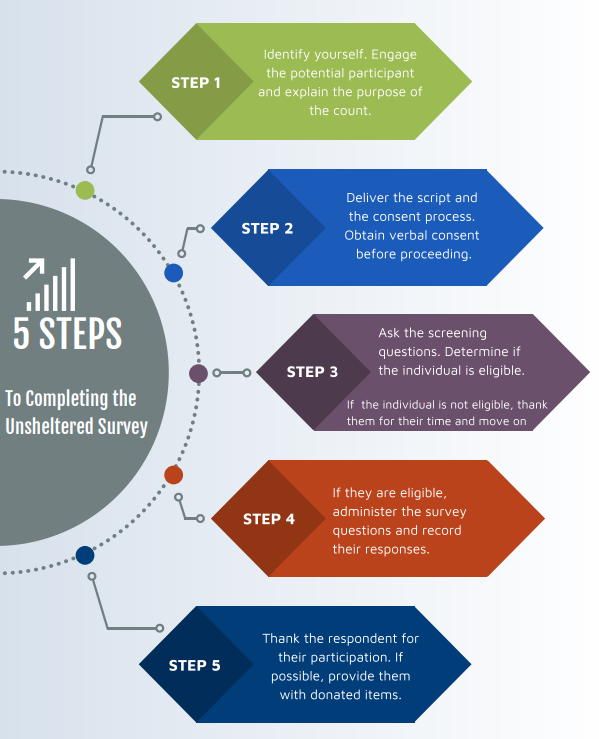 5 STEPS
To Completing the
Unsheltered Survey
STEP 1
Identify yourself. Engage
the potential participant
and explain the purpose of
the count.
STEP 2
Deliver the script and
the consent process.
Obtain verbal consent
before proceeding.
STEP 3
Ask the screening
questions. Determine if
the individual is eligible.
If the individual is not eligible, thank
them for their time and move on
STEP 4
If they are eligible,
administer the survey
questions and record
their responses.
STEP 5
Thank the respondent for
their participation. If
possible, provide them
with donated items.